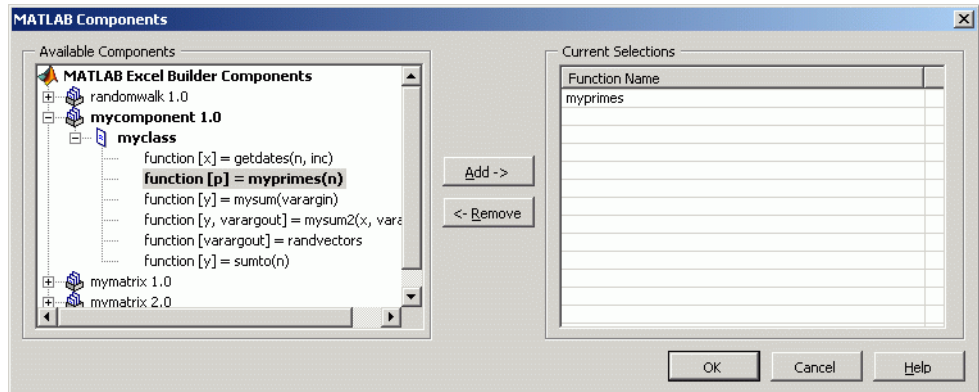 MATLAB Components
Available Components
MATLAB Excel Builder Components
randomwalk 1.0
mycomponent 1.0
myclass
function [x] = getdates(n, inc)
function [p] = myprimes(n)
function [y] = mysum(varargin)
function [y, varargout] = mysum2(x, vara
function [varargout] = randvectors
function [y] = sumto(n)
mymatrix 1.0
mymatrix 2.0
Add ->
<- Remove
Current Selections
Function Name
myprimes
OK
Cancel
Help